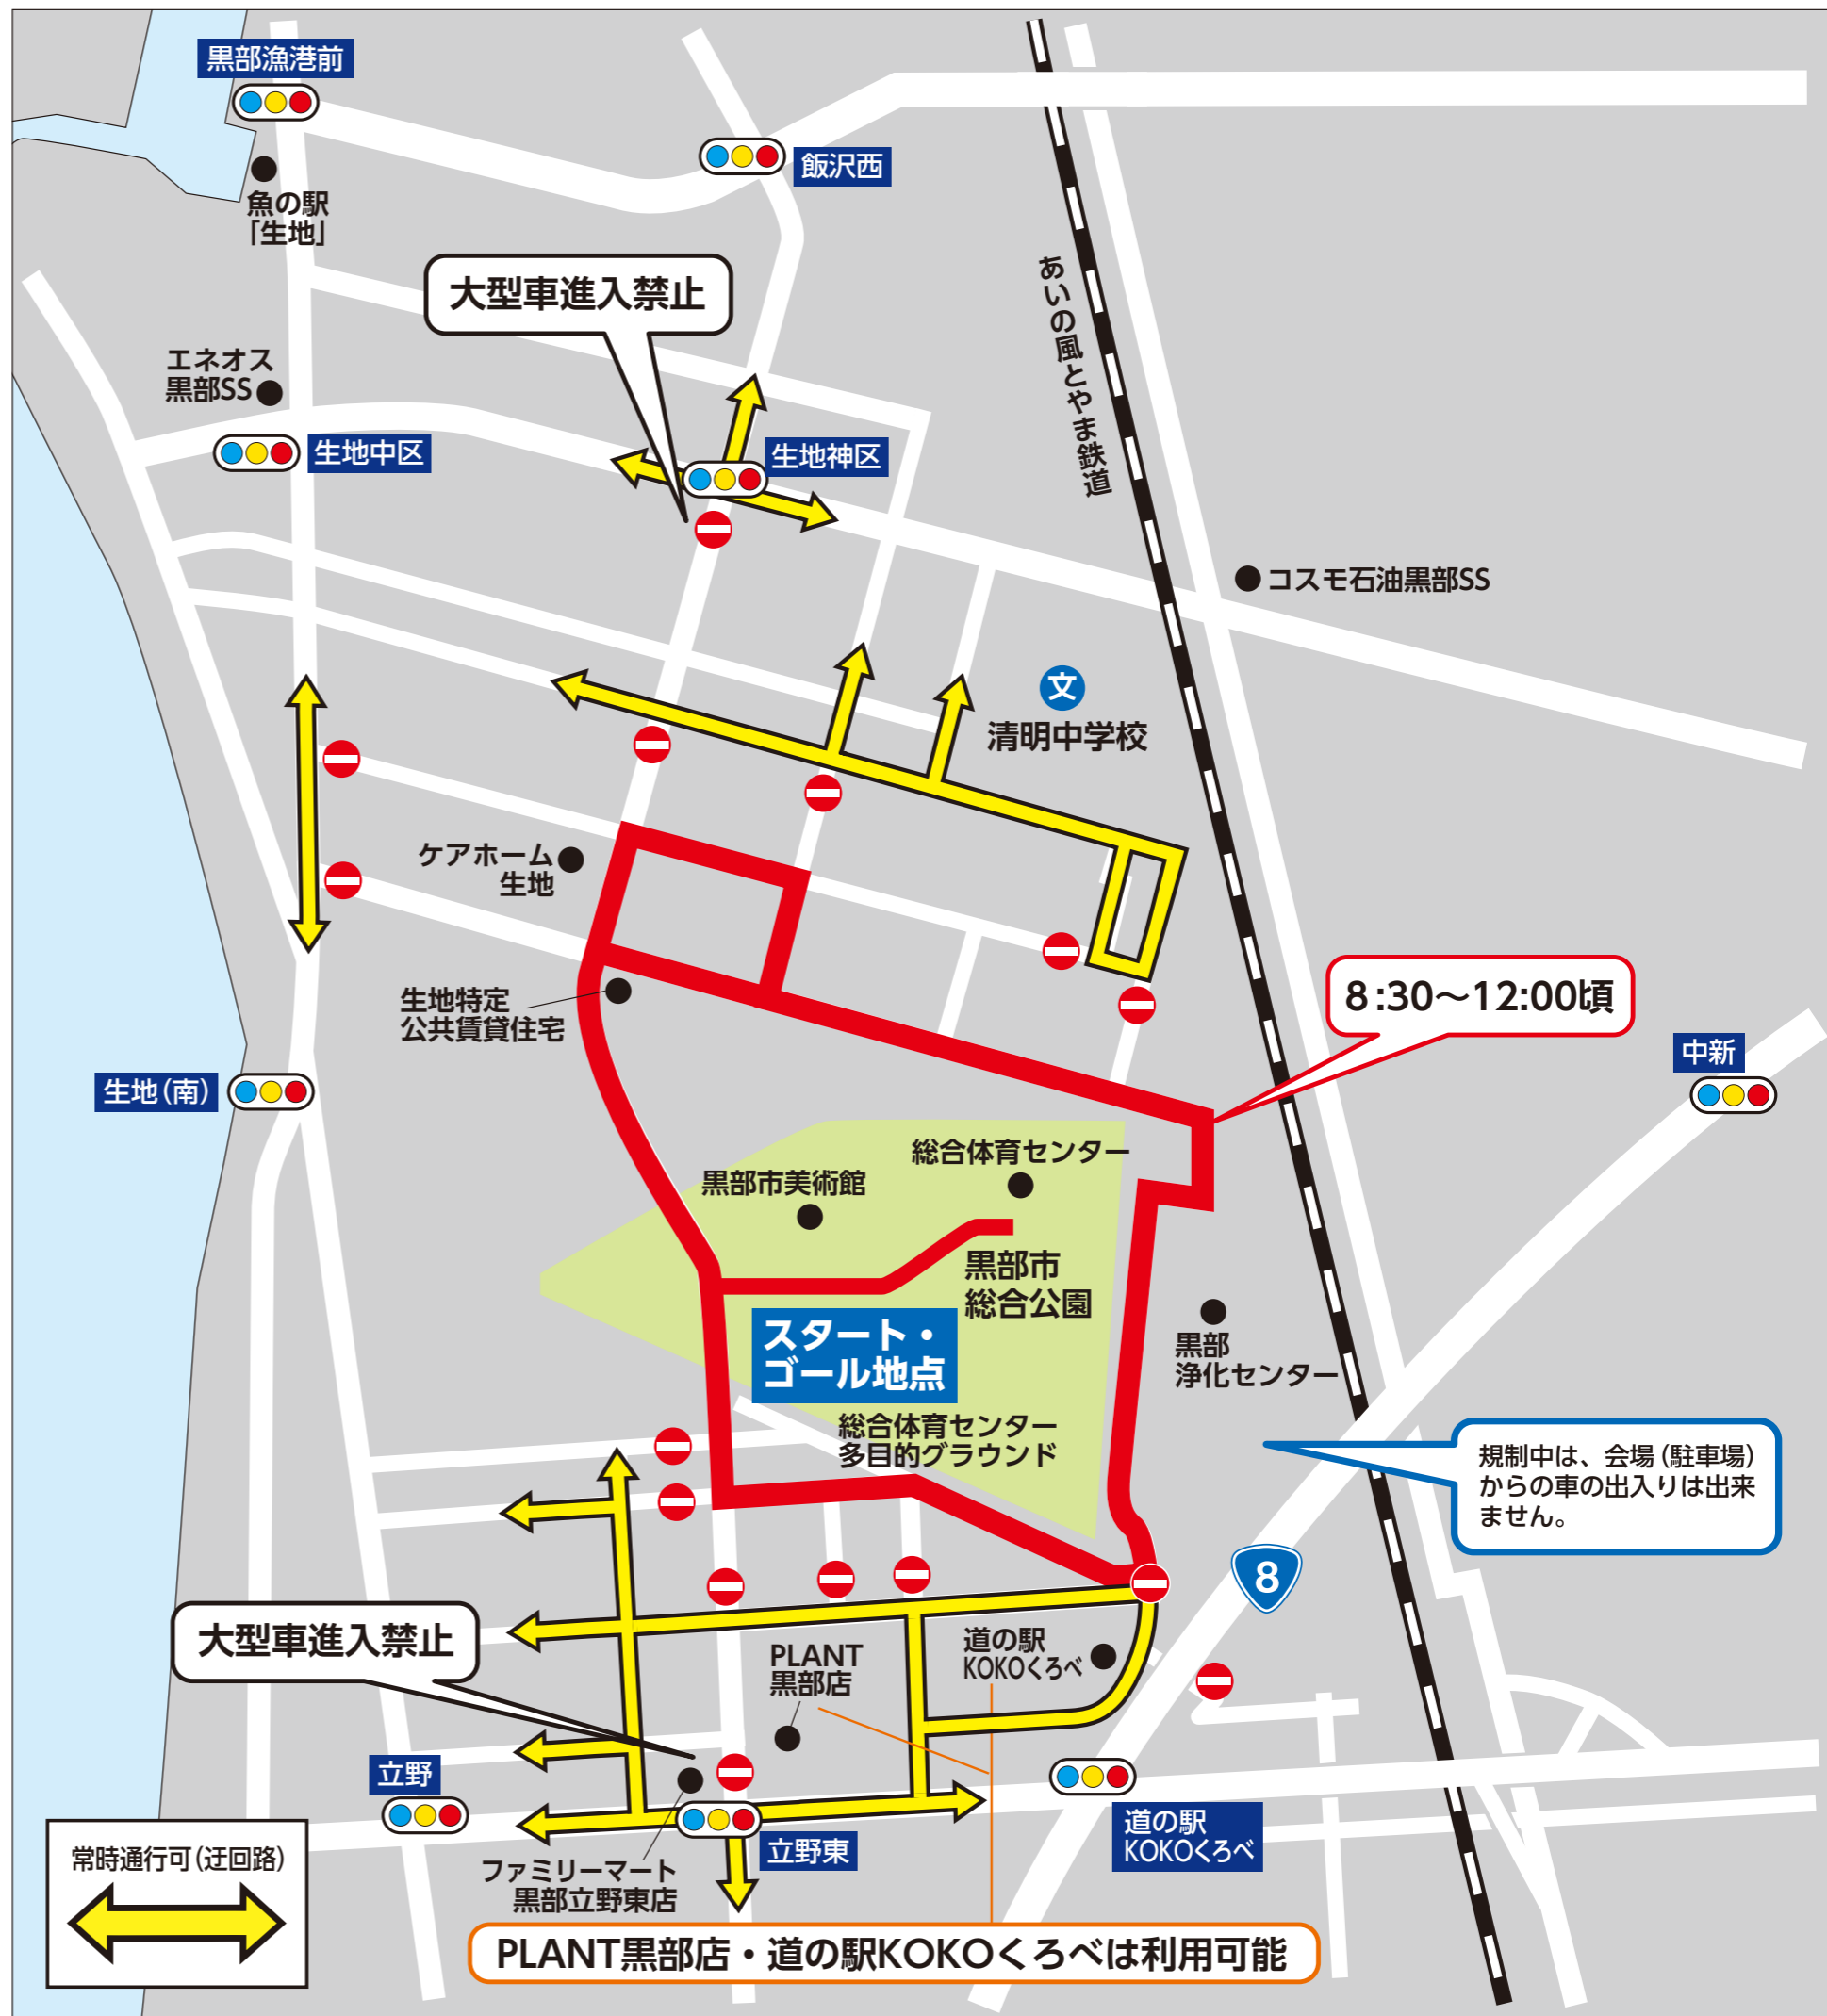 黒部漁港前
飯沢西
魚の駅
「生地」
大型車進入禁止
あいの風とやま鉄道
エネオス
黒部SS
生地中区
生地神区
コスモ石油黒部SS
文
清明中学校
ケアホーム
生地
生地特定
公共賃貸住宅
8:30〜12:00頃
中新
生地(南)
総合体育センター
黒部市美術館
黒部市
総合公園
スタート・
ゴール地点
黒部
浄化センター
総合体育センター
多目的グラウンド
規制中は、会場(駐車場)
からの車の出入りは出来
ません。
8
大型車進入禁止
PLANT
黒部店
道の駅
KOKOくろべ
立野
立野東
道の駅
KOKOくろべ
ファミリーマート
黒部立野東店
常時通行可(迂回路)
PLANT黒部店・道の駅KOKOくろべは利用可能